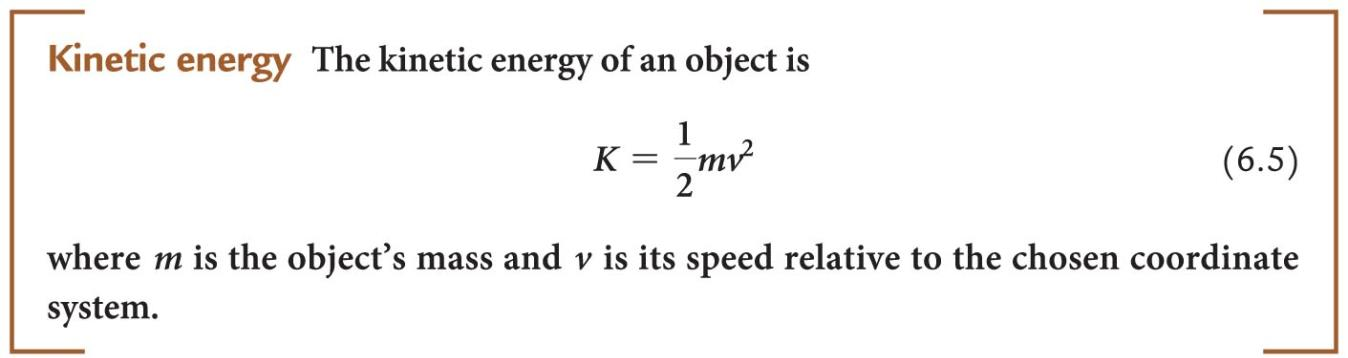 Kinetic energy The kinetic energy of an object is
K = 1/2 mv² (6.5)
where m is the object's mass and v is its speed relative to the chosen coordinate
system.